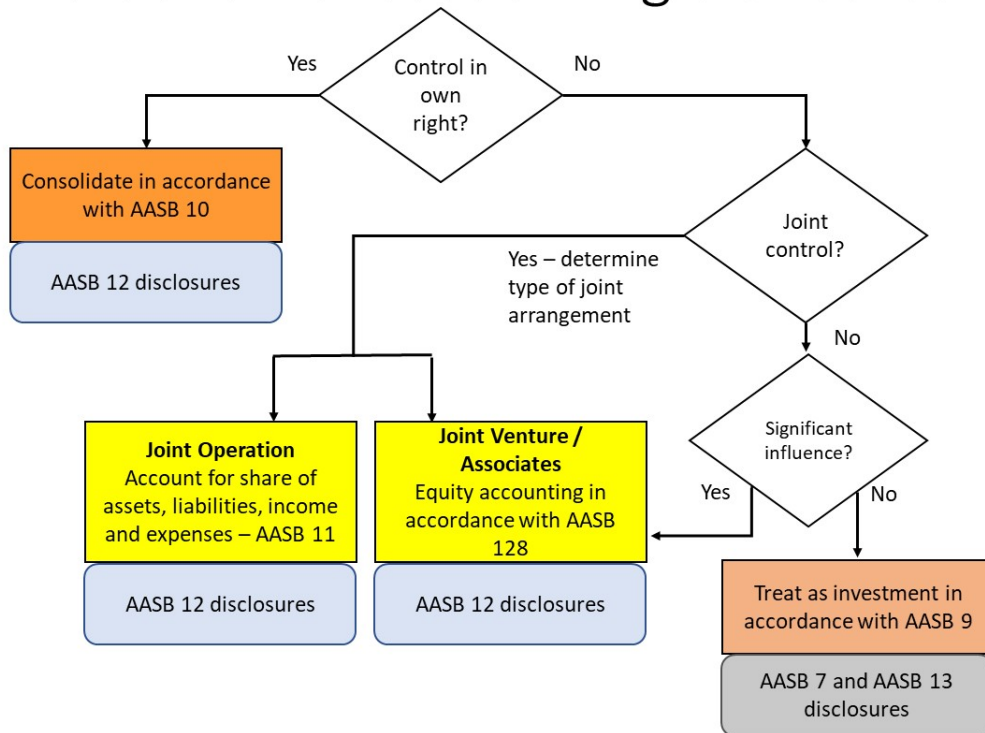 Yes
Control in
own
right?
No
Consolidate in accordance
with AASB 10
AASB 12 disclosures
Joint
control?
Yes – determine
type of joint
arrangement
No
Significant
influence?
Yes
No
Joint Operation
Account for share of
assets, liabilities, income
and expenses – AASB 11
AASB 12 disclosures
Joint Venture /
Associates
Equity accounting in
accordance with AASB
128
AASB 12 disclosures
Treat as investment in
accordance with AASB 9
AASB 7 and AASB 13
disclosures